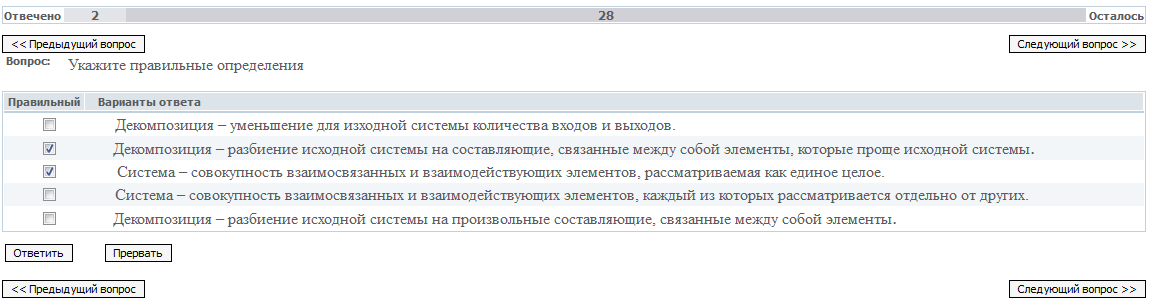 Отвечено 2 28 Осталось
<< Предыдущий вопрос Следующий вопрос >>
Вопрос: Укажите правильные определения
Правильный Варианты ответа
Декомпозиция – уменьшение для изходной системы количества входов и выходов.
Декомпозиция – разбиение исходной системы на составляющие, связанные между собой элементы, которые проще исходной системы.
Система – совокупность взаимосвязанных и взаимодействующих элементов, рассматриваемая как единое целое.
Система – совокупность взаимосвязанных и взаимодействующих элементов, каждый из которых рассматривается отдельно от других.
Декомпозиция – разбиение исходной системы на произвольные составляющие, связанные между собой элементы.
Ответить Прервать
<< Предыдущий вопрос Следующий вопрос >>